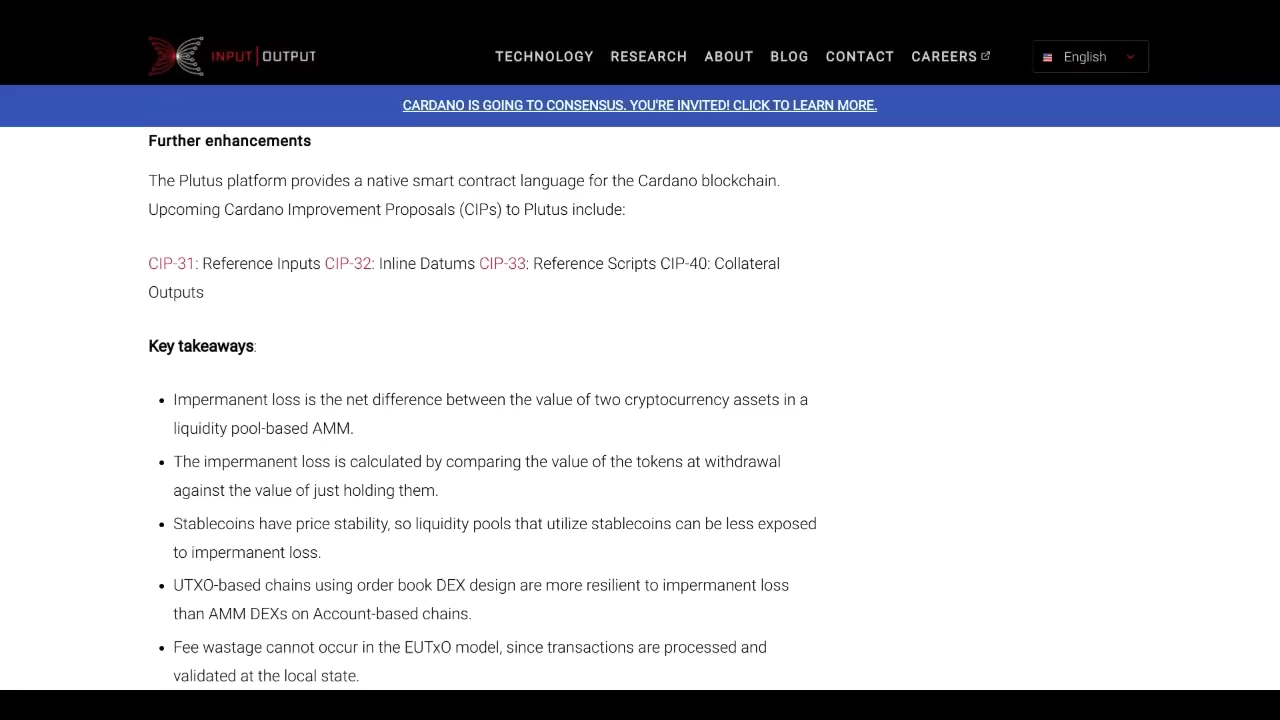 INPUT | OUTPUT
TECHNOLOGY RESEARCH ABOUT BLOG CONTACT CAREERS
English
CARDANO IS GOING TO CONSENSUS. YOU'RE INVITED! CLICK TO LEARN MORE.
Further enhancements
The Plutus platform provides a native smart contract language for the Cardano blockchain.
Upcoming Cardano Improvement Proposals (CIPs) to Plutus include:
CIP-31: Reference Inputs CIP-32: Inline Datums CIP-33: Reference Scripts CIP-40: Collateral
Outputs
Key takeaways:
• Impermanent loss is the net difference between the value of two cryptocurrency assets in a
liquidity pool-based AMM.
• The impermanent loss is calculated by comparing the value of the tokens at withdrawal
against the value of just holding them.
• Stablecoins have price stability, so liquidity pools that utilize stablecoins can be less exposed
to impermanent loss.
• UTXO-based chains using order book DEX design are more resilient to impermanent loss
than AMM DEXs on Account-based chains.
• Fee wastage cannot occur in the EUTxO model, since transactions are processed and
validated at the local state.